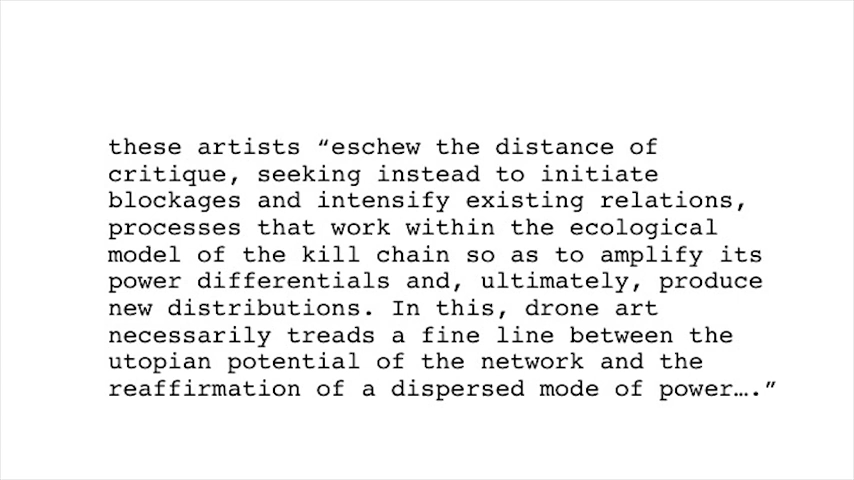 these artists “eschew the distance of
critique, seeking instead to initiate
blockages and intensify existing relations,
processes that work within the ecological
model of the kill chain so as to amplify its
power differentials and, ultimately, produce
new distributions. In this, drone art
necessarily treads a fine line between the
utopian potential of the network and the
reaffirmation of a dispersed mode of power….”